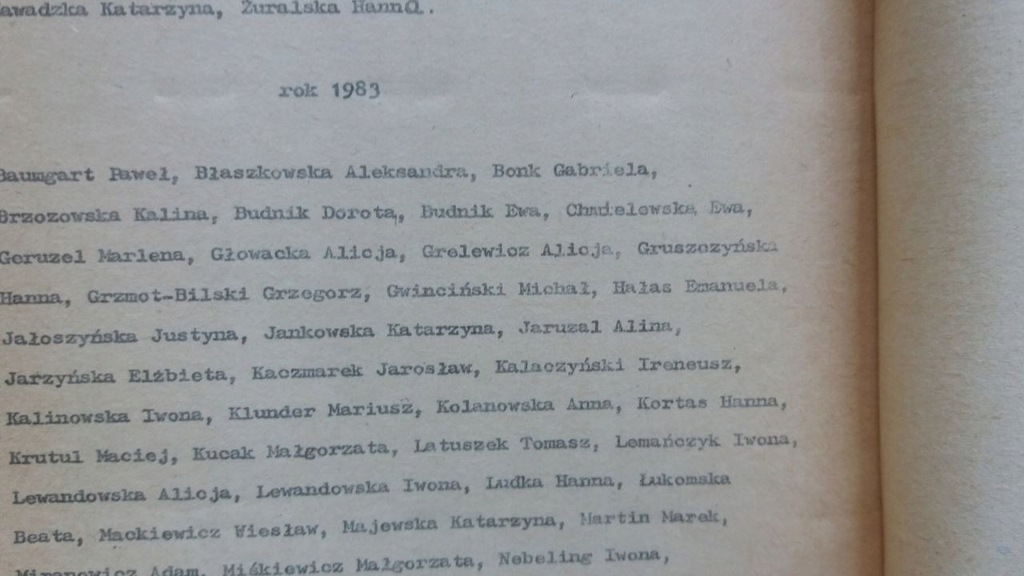 Zawadzka Katarzyna, Żuralska Hanna.
rok 1983
Baumgart Paweł, Błaszkowska Aleksandra, Bonk Gabriela,
Brzozowska Kalina, Budnik Dorota, Budnik Ewa, Chmielowska Ewa,
Geruzel Marlena, Głowacka Alicja, Grelewicz Alicja, Gruszczyńska
Hanna, Grzmot-Bilski Grzegorz, Gwinciński Michał, Hałas Emanuela,
Jałoszyńska Justyna, Jankowska Katarzyna, Jaruzal Alina,
Jarzyńska Elżbieta, Kaczmarek Jarosław, Kalaczyński Ireneusz,
Kalinowska Iwona, Klunder Mariusz, Kolanowska Anna, Kortas Hanna,
Krutul Maciej, Kucak Małgorzata, Latuszek Tomasz, Lemańczyk Iwona,
Lewandowska Alicja, Lewandowska Iwona, Ludka Hanna, Łukomska
Beata, Mackiewicz Wiesław, Majewska Katarzyna, Martin Marek,
Mironowicz Adam, Miśkiewicz Małgorzata, Nebeling Iwona,